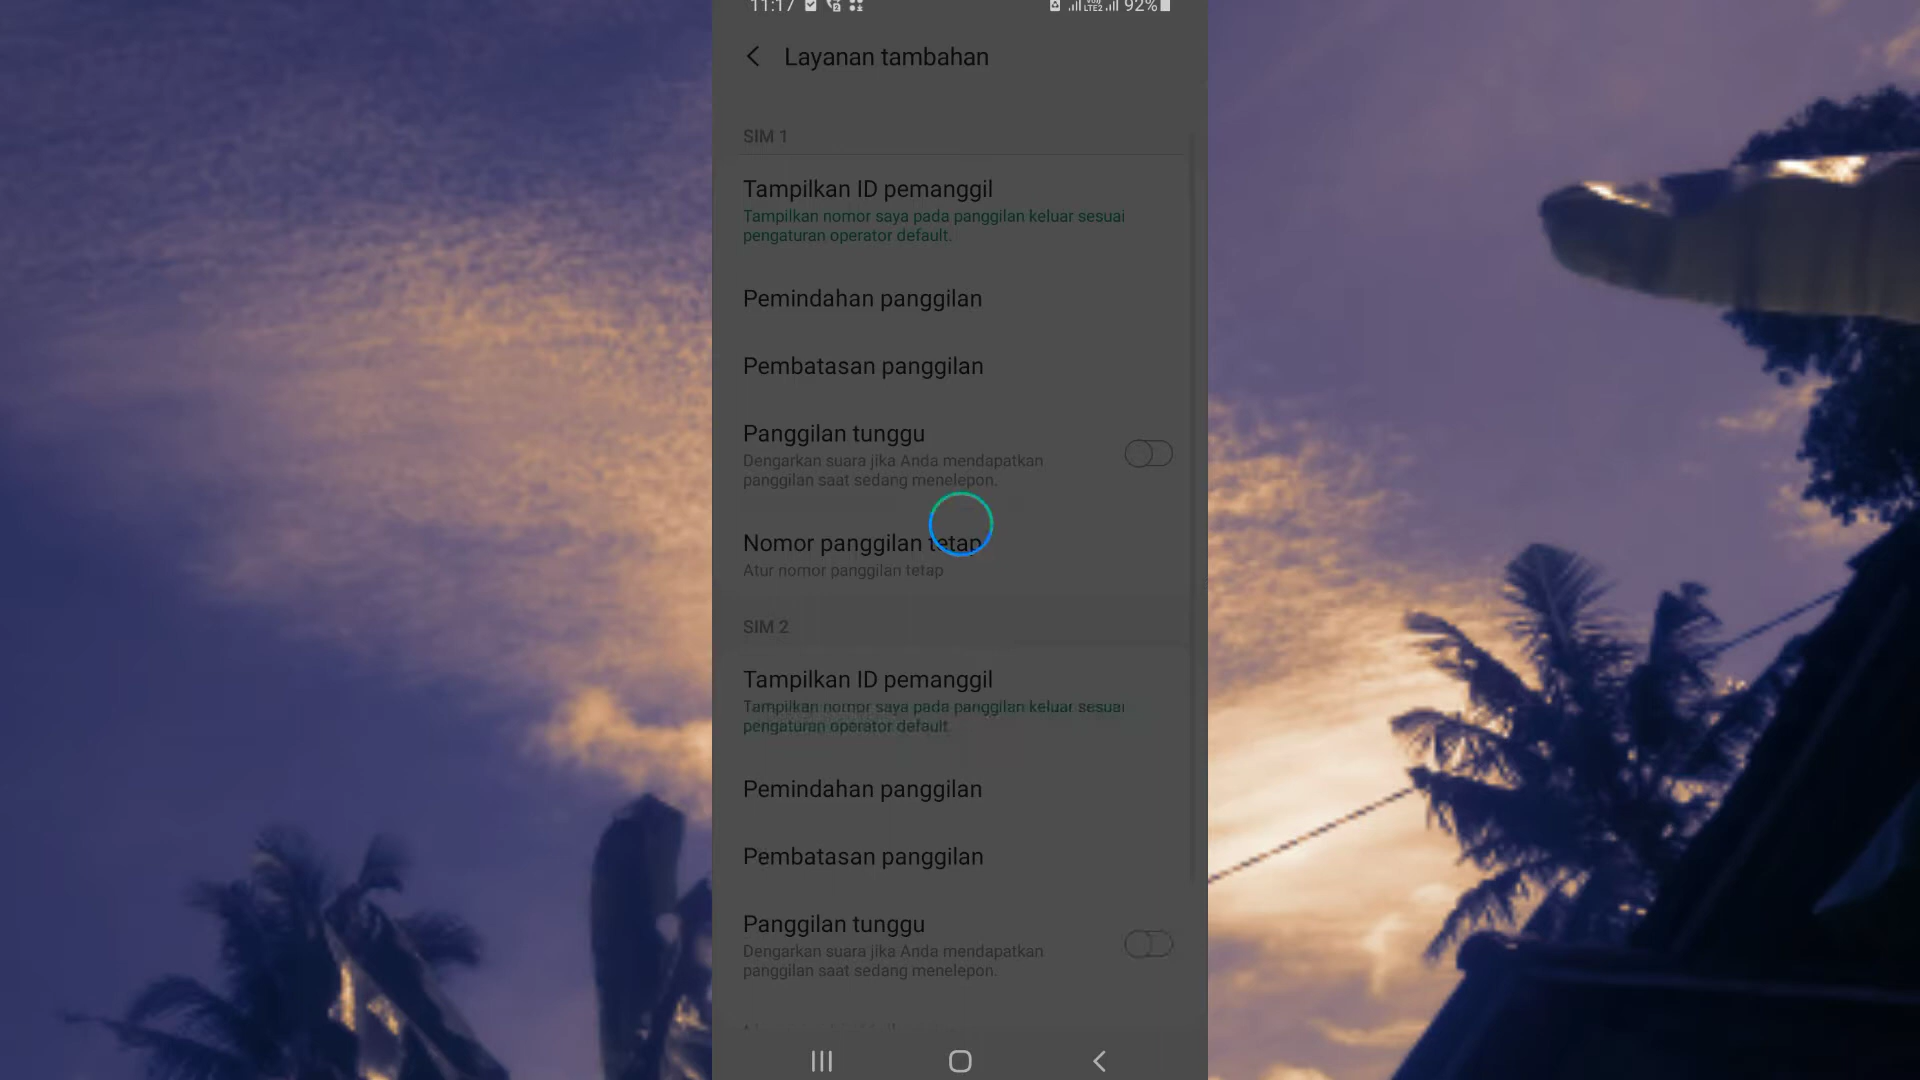 11:17
92%
Layanan tambahan
SIM 1
Tampilkan ID pemanggil
Tampilkan nomor saya pada panggilan keluar sesuai
pengaturan operator default.
Pemindahan panggilan
Pembatasan panggilan
Panggilan tunggu
Dengarkan suara jika Anda mendapatkan
panggilan saat sedang menelepon.
Nomor panggilan tetap
Atur nomor panggilan tetap
SIM 2
Tampilkan ID pemanggil
Tampilkan nomor saya pada panggilan keluar sesuai
pengaturan operator default.
Pemindahan panggilan
Pembatasan panggilan
Panggilan tunggu
Dengarkan suara jika Anda mendapatkan
panggilan saat sedang menelepon.